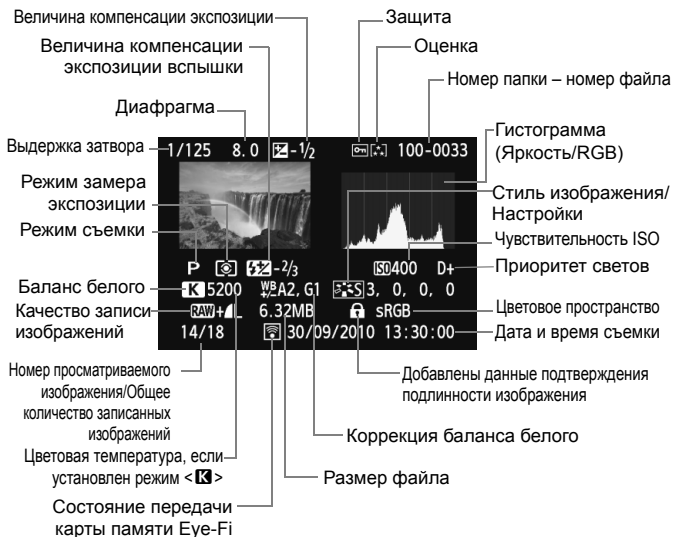 Величина компенсации экспозиции
Защита
Величина компенсации
экспозиции вспышки
Оценка
Номер папки – номер файла
Диафрагма
Выдержка затвора
1/125 8.0 -1/2 100-0033
Гистограмма
(Яркость/RGB)
Режим замера
экспозиции
Стиль изображения/
Настройки
Режим съемки
Чувствительность ISO
P -2/3 ISO400 D+
Приоритет светов
Баланс белого
K 5200 WB+/-A2, G1 S3, 0, 0, 0
Качество записи
изображений
RAW+L 6.32MB sRGB
Цветовое пространство
14/18 30/09/2010 13:30:00
Дата и время съемки
Номер просматриваемого
изображения/Общее
количество записанных
изображений
Добавлены данные подтверждения
подлинности изображения
Коррекция баланса белого
Цветовая температура, если
установлен режим <K>
Размер файла
Состояние передачи
карты памяти Eye-Fi